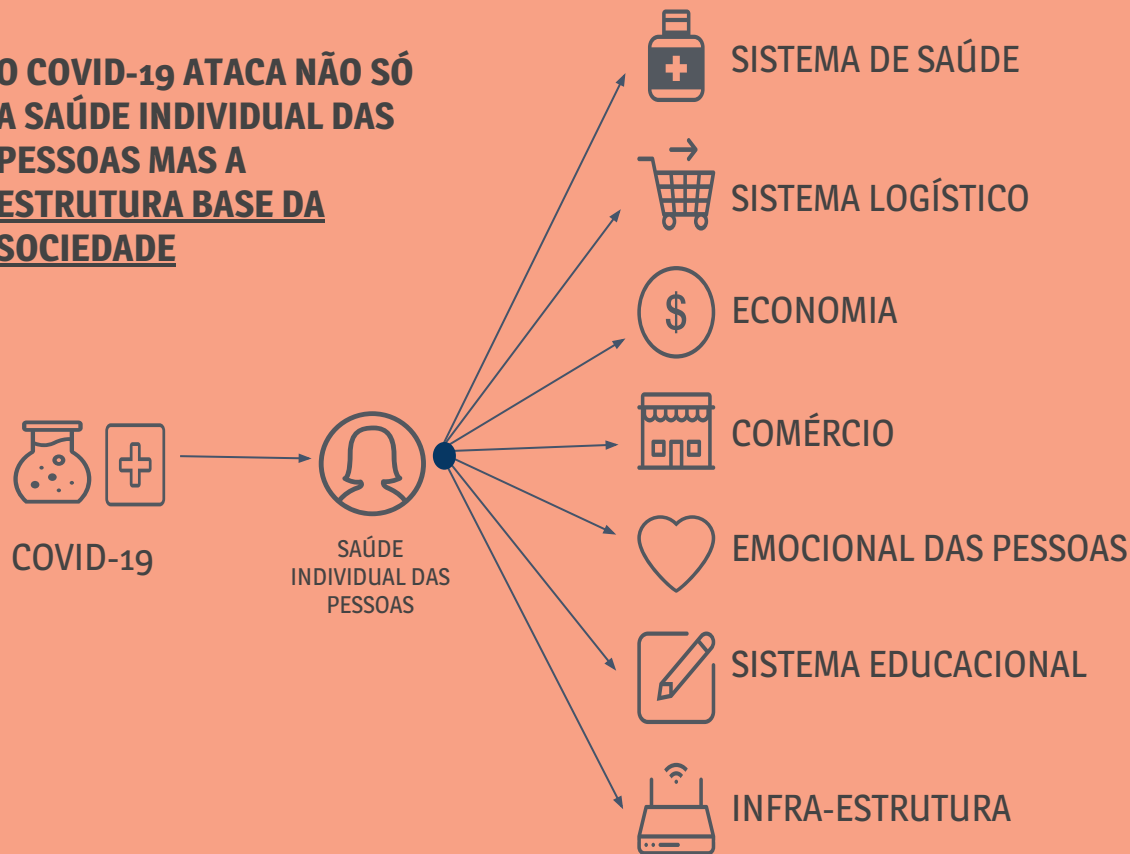 O COVID-19 ATACA NÃO SÓ
A SAÚDE INDIVIDUAL DAS
PESSOAS MAS A
ESTRUTURA BASE DA
SOCIEDADE
COVID-19
SAÚDE
INDIVIDUAL DAS
PESSOAS
SISTEMA DE SAÚDE
SISTEMA LOGÍSTICO
$
ECONOMIA
COMÉRCIO
EMOCIONAL DAS PESSOAS
SISTEMA EDUCACIONAL
INFRA-ESTRUTURA